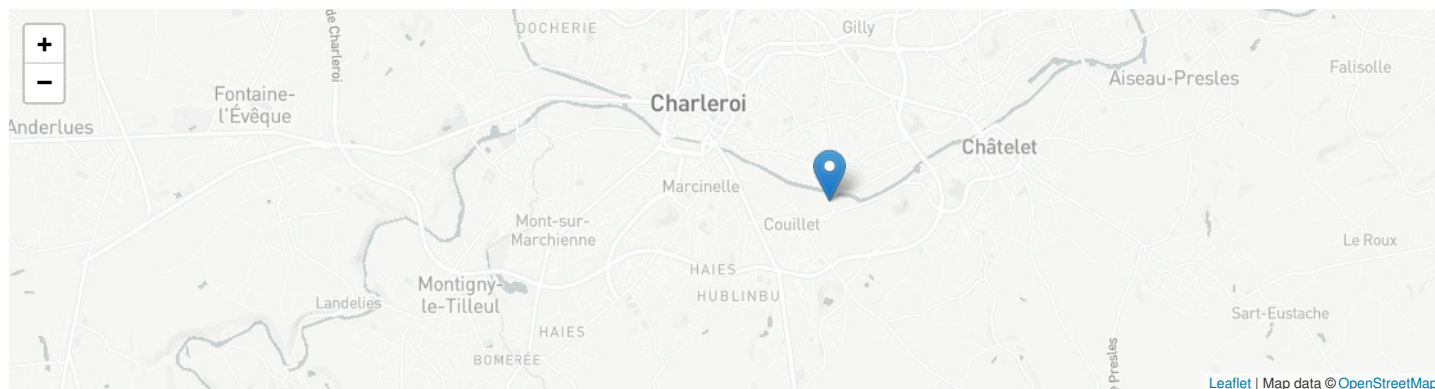 +
−
de Charleroi
DOCHERIE
Gilly
Aiseau-Presles
Falisolle
Fontaine-
l'Évêque
Charleroi
Anderlues
Châtelet
Marcinelle
Mont-sur-
Marchienne
Couillet
Le Roux
HAIES
Montigny-
le-Tilleul
HUBLINBU
Landelies
Sart-Eustache
HAIES
BOMERÉE
e Presles
Leaflet | Map data © OpenStreetMap